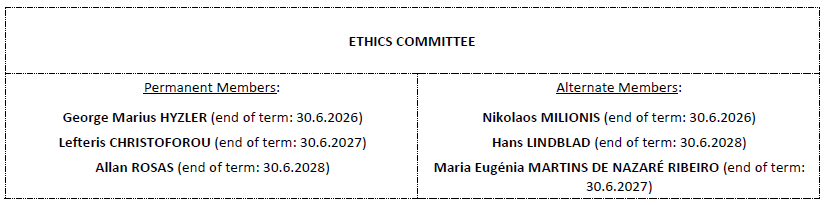 ETHICS COMMITTEE
Permanent Members:
George Marius HYZLER (end of term: 30.6.2026)
Lefteris CHRISTOFOROU (end of term: 30.6.2027)
Allan ROSAS (end of term: 30.6.2028)
Alternate Members:
Nikolaos MILIONIS (end of term: 30.6.2026)
Hans LINDBLAD (end of term: 30.6.2028)
Maria Eugénia MARTINS DE NAZARÉ RIBEIRO (end of term:
30.6.2027)